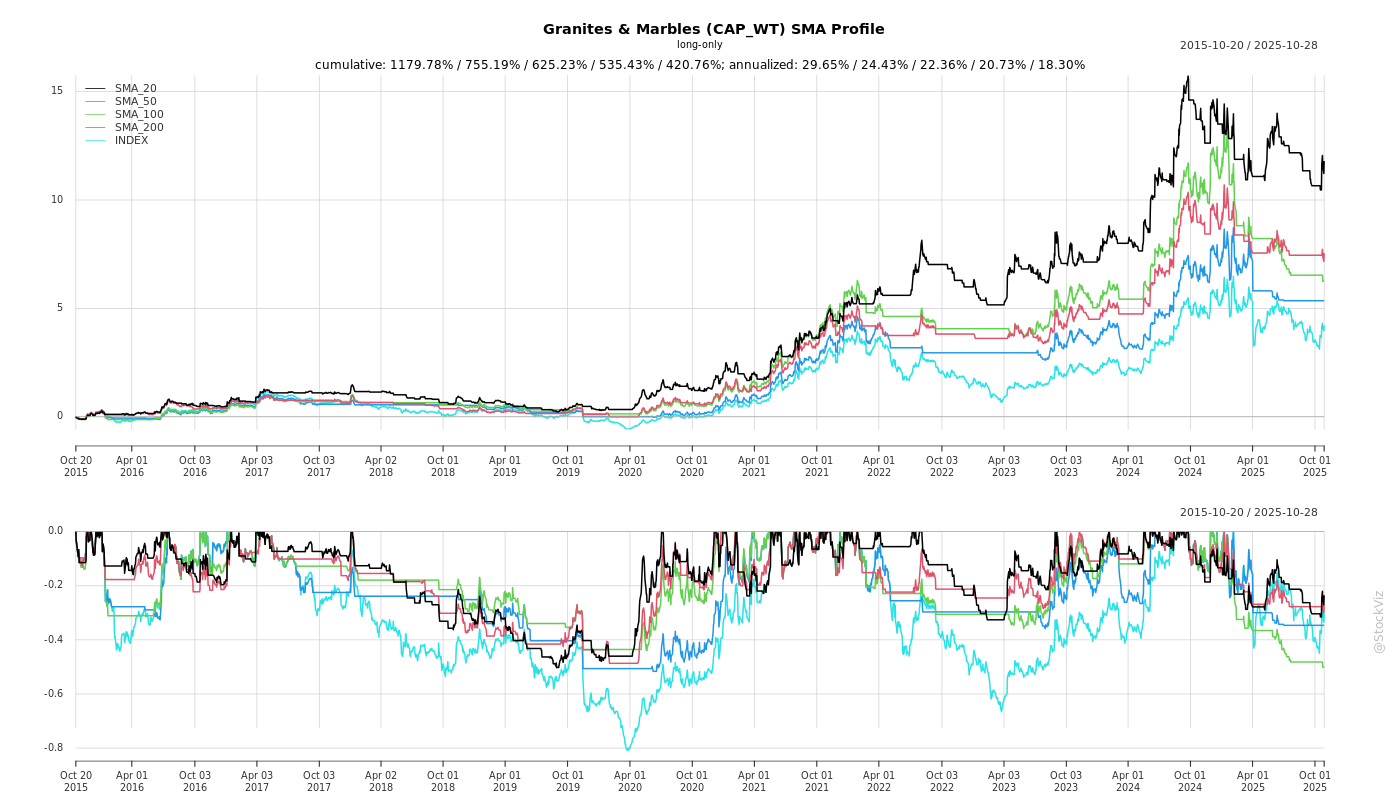 Granites & Marbles (CAP_WT) SMA Profile
long-only
2015-10-20 / 2025-10-28
cumulative: 1179.78% / 755.19% / 625.23% / 535.43% / 420.76%; annualized: 29.65% / 24.43% / 22.36% / 20.73% / 18.30%
SMA_20
SMA_50
SMA_100
SMA_200
INDEX
15
10
5
0
Oct 20 Apr 01 Oct 03 Apr 03 Oct 03 Apr 02 Oct 01 Apr 01 Oct 01 Apr 01 Oct 01 Apr 01 Oct 01 Apr 01 Oct 03 Apr 03 Oct 03 Apr 01 Oct 01 Apr 01 Oct 01
2015 2016 2016 2017 2017 2018 2018 2019 2019 2020 2020 2021 2021 2022 2022 2023 2023 2024 2024 2025 2025
2015-10-20 / 2025-10-28
0.0
-0.2
-0.4
-0.6
-0.8
Oct 20 Apr 01 Oct 03 Apr 03 Oct 03 Apr 02 Oct 01 Apr 01 Oct 01 Apr 01 Oct 01 Apr 01 Oct 01 Apr 01 Oct 03 Apr 03 Oct 03 Apr 01 Oct 01 Apr 01 Oct 01
2015 2016 2016 2017 2017 2018 2018 2019 2019 2020 2020 2021 2021 2022 2022 2023 2023 2024 2024 2025 2025
@StockViz